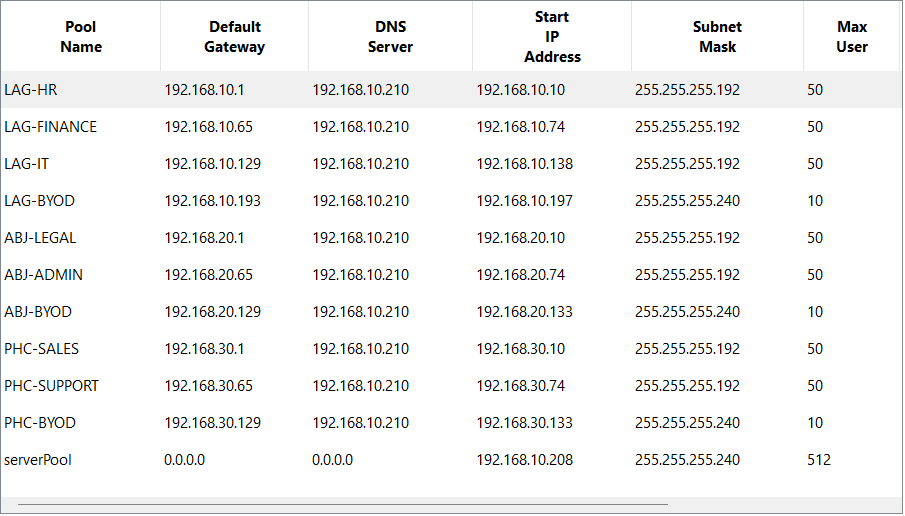 Pool Name Default Gateway DNS Server Start IP Address Subnet Mask Max User
LAG-HR 192.168.10.1 192.168.10.210 192.168.10.10 255.255.255.192 50
LAG-FINANCE 192.168.10.65 192.168.10.210 192.168.10.74 255.255.255.192 50
LAG-IT 192.168.10.129 192.168.10.210 192.168.10.138 255.255.255.192 50
LAG-BYOD 192.168.10.193 192.168.10.210 192.168.10.197 255.255.255.240 10
ABJ-LEGAL 192.168.20.1 192.168.10.210 192.168.20.10 255.255.255.192 50
ABJ-ADMIN 192.168.20.65 192.168.10.210 192.168.20.74 255.255.255.192 50
ABJ-BYOD 192.168.20.129 192.168.10.210 192.168.20.133 255.255.255.240 10
PHC-SALES 192.168.30.1 192.168.10.210 192.168.30.10 255.255.255.192 50
PHC-SUPPORT 192.168.30.65 192.168.10.210 192.168.30.74 255.255.255.192 50
PHC-BYOD 192.168.30.129 192.168.10.210 192.168.30.133 255.255.255.240 10
serverPool 0.0.0.0 0.0.0.0 192.168.10.208 255.255.255.240 512